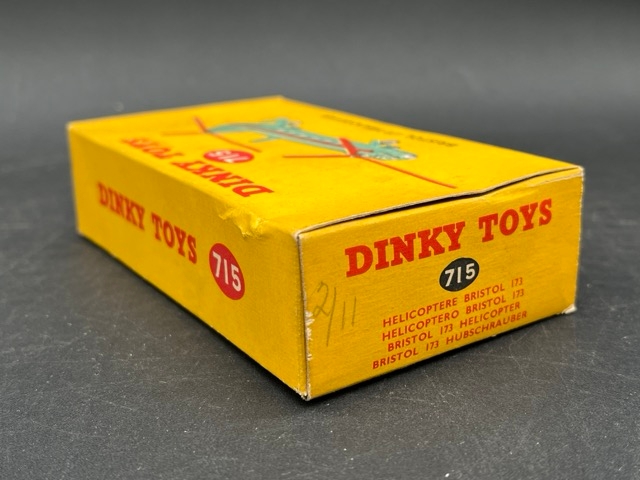 DINKY TOYS
715
DINKY TOYS
715
DINKY TOYS
715
2/11
HELICOPTERE BRISTOL 173
HELICOPTERO BRISTOL 173
BRISTOL 173 HELICOPTER
BRISTOL 173 HUBSCHRAUBER